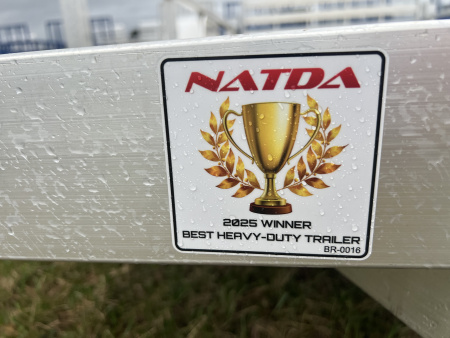 NATDA
2025 WINNER
BEST HEAVY-DUTY TRAILER
BR-0016